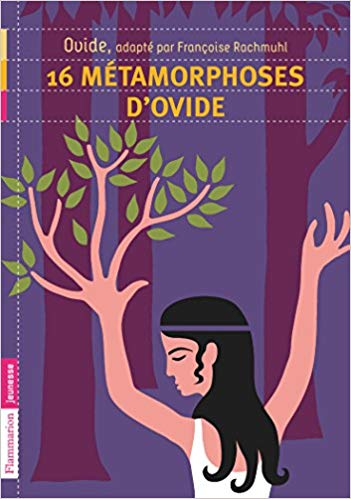 Ovide, adapté par Françoise Rachmuhl
16 MÉTAMORPHOSES
D'OVIDE
Flammarion jeunesse